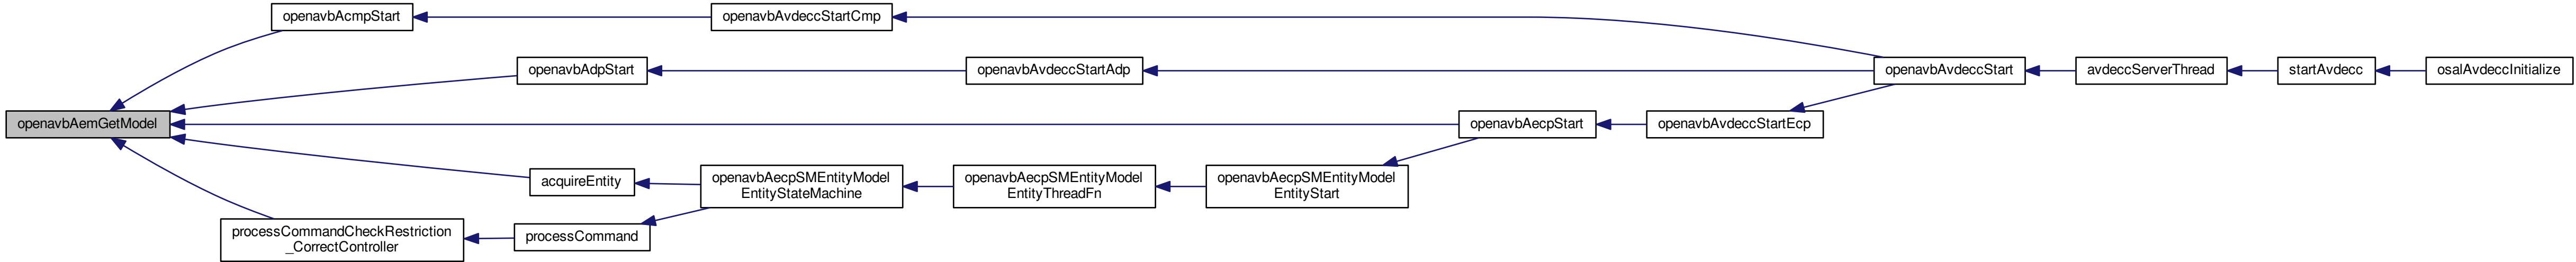 openavbAcmpStart
openavbAvdeccStartCmp
openavbAdpStart
openavbAvdeccStartAdp
openavbAvdeccStart
avdeccServerThread
startAvdecc
osalAvdeccInitialize
openavbAemGetModel
openavbAecpStart
openavbAvdeccStartEcp
acquireEntity
openavbAecpSMEntityModel
EntityStateMachine
openavbAecpSMEntityModel
EntityThreadFn
openavbAecpSMEntityModel
EntityStart
processCommandCheckRestriction
_CorrectController
processCommand